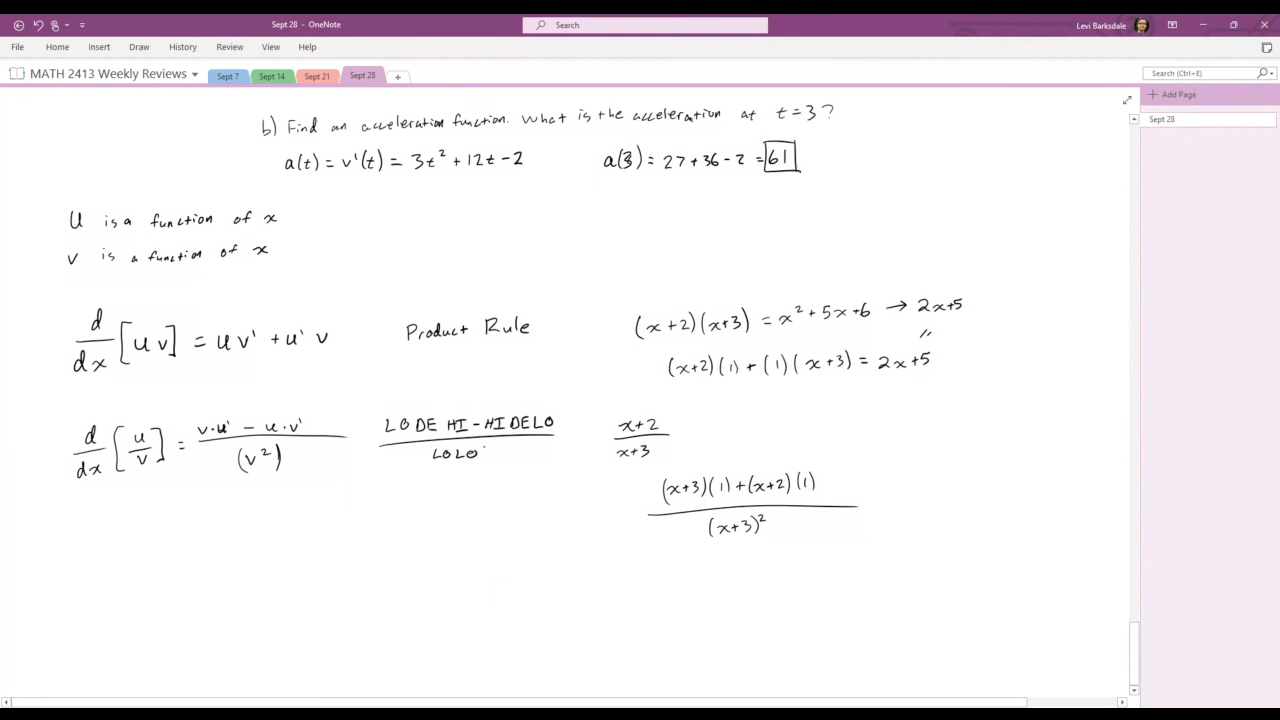 Sept 28 - OneNote
Search
Levi Barksdale
File Home Insert Draw History Review View Help
MATH 2413 Weekly Reviews
Sept 7
Sept 14
Sept 21
Sept 28
+
Search (Ctrl+E)
Add Page
Sept 28
b) Find an acceleration function. What is the acceleration at t = 3 ?
a(t) = v'(t) = 3t² + 12t - 2
a(3) = 27 + 36 - 2 = 61
U is a function of x
v is a function of x
d/dx [u v] = u v' + u' v
Product Rule
(x+2)(x+3) = x² + 5x + 6 → 2x+5
"
(x+2)(1) + (1)(x+3) = 2x+5
d/dx [u/v] = v·u' - u·v' / (v²)
LO DE HI - HI DE LO
LO LO
x+2
x+3
(x+3)(1) + (x+2)(1)
(x+3)²